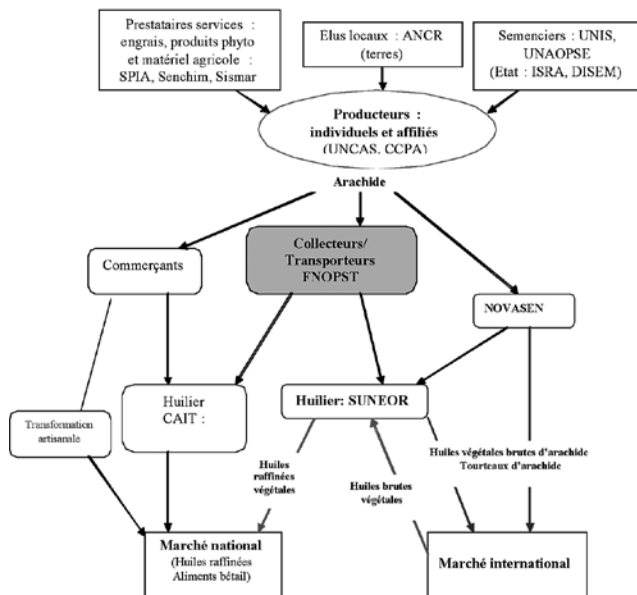 Prestataires services :
engrais, produits phyto
et matériel agricole :
SPIA, Senchim, Sismar
Elus locaux : ANCR
(terres)
Semenciers : UNIS,
UNAOPSE
(Etat : ISRA, DISEM)
Producteurs :
individuels et affiliés
(UNCAS, CCPA)
Arachide
Commerçants
Collecteurs/
Transporteurs
FNOPST
NOVASEN
Transformation
artisanale
Huilier
CAIT :
Huilier: SUNEOR
Huiles
raffinées
végétales
Huiles brutes
végétales
Huiles végétales brutes d'arachide
Tourteaux d'arachide
Marché national
(Huiles raffinées
Aliments bétail)
Marché international